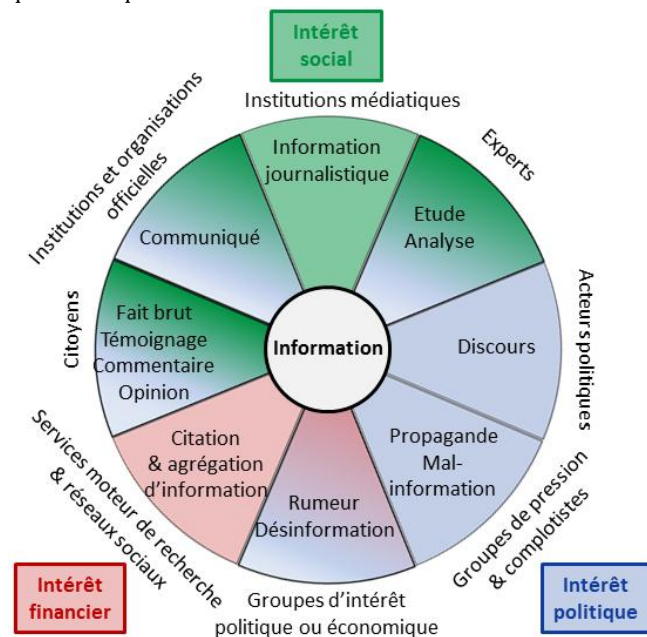 Intérêt
social
Institutions médiatiques
Information
journalistique
Experts
Etude
Analyse
Acteurs politiques
Discours
Groupes de pression
& complotistes
Propagande
Mal-
information
Intérêt
politique
Groupes d'intérêt
politique ou économique
Rumeur
Désinformation
Intérêt
financier
Services moteur de recherche
& réseaux sociaux
Citation
& agrégation
d'information
Citoyens
Fait brut
Témoignage
Commentaire
Opinion
Institutions et organisations
officielles
Communiqué
Information